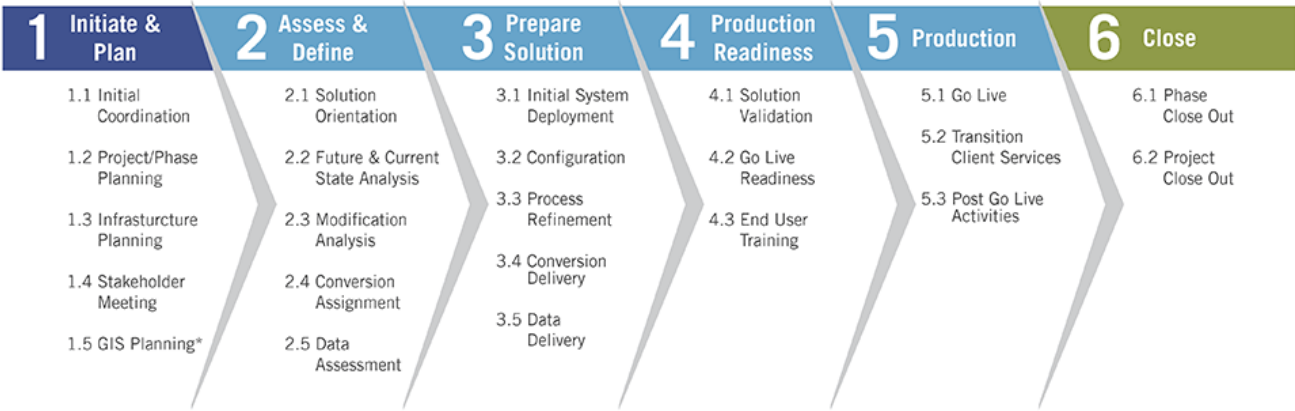 1 Initiate &
Plan
1.1 Initial
Coordination
1.2 Project/Phase
Planning
1.3 Infrasturcture
Planning
1.4 Stakeholder
Meeting
1.5 GIS Planning*
2 Assess &
Define
2.1 Solution
Orientation
2.2 Future & Current
State Analysis
2.3 Modification
Analysis
2.4 Conversion
Assignment
2.5 Data
Assessment
3 Prepare
Solution
3.1 Initial System
Deployment
3.2 Configuration
3.3 Process
Refinement
3.4 Conversion
Delivery
3.5 Data
Delivery
4 Production
Readiness
4.1 Solution
Validation
4.2 Go Live
Readiness
4.3 End User
Training
5 Production
5.1 Go Live
5.2 Transition
Client Services
5.3 Post Go Live
Activities
6 Close
6.1 Phase
Close Out
6.2 Project
Close Out